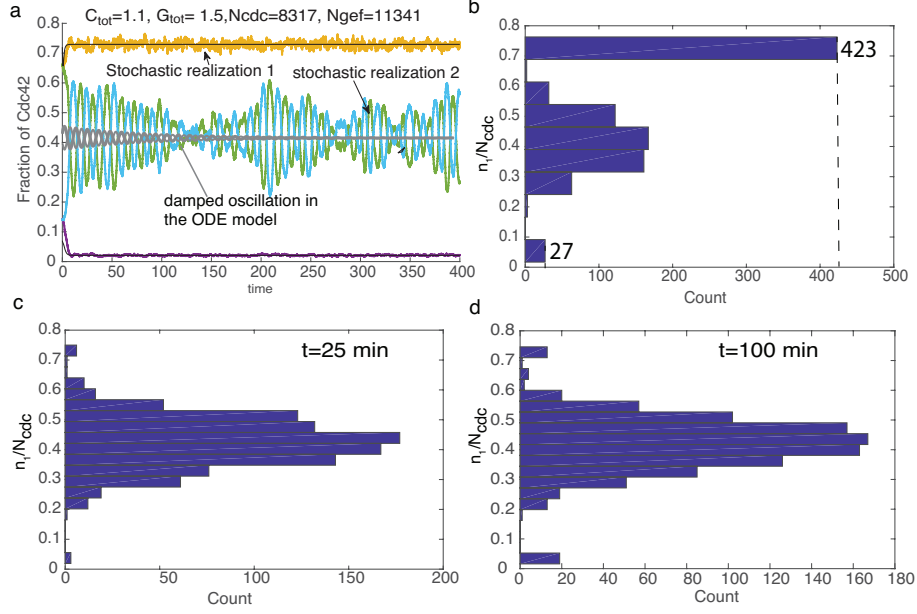 a
C_tot=1.1, G_tot= 1.5,Ncdc=8317, Ngef=11341
Fraction of Cdc42
0.8
0.7
0.6
0.5
0.4
0.3
0.2
0.1
0
Stochastic realization 1
stochastic realization 2
damped oscillation in
the ODE model
0 50 100 150 200 250 300 350 400
time
b
n₁/N_cdc
0.8
0.7
0.6
0.5
0.4
0.3
0.2
0.1
0
423
27
0 100 200 300 400 500
Count
c
n₁/N_cdc
0.8
0.7
0.6
0.5
0.4
0.3
0.2
0.1
0
t=25 min
0 50 100 150 200
Count
d
n₁/N_cdc
0.8
0.7
0.6
0.5
0.4
0.3
0.2
0.1
0
t=100 min
0 20 40 60 80 100 120 140 160 180
Count